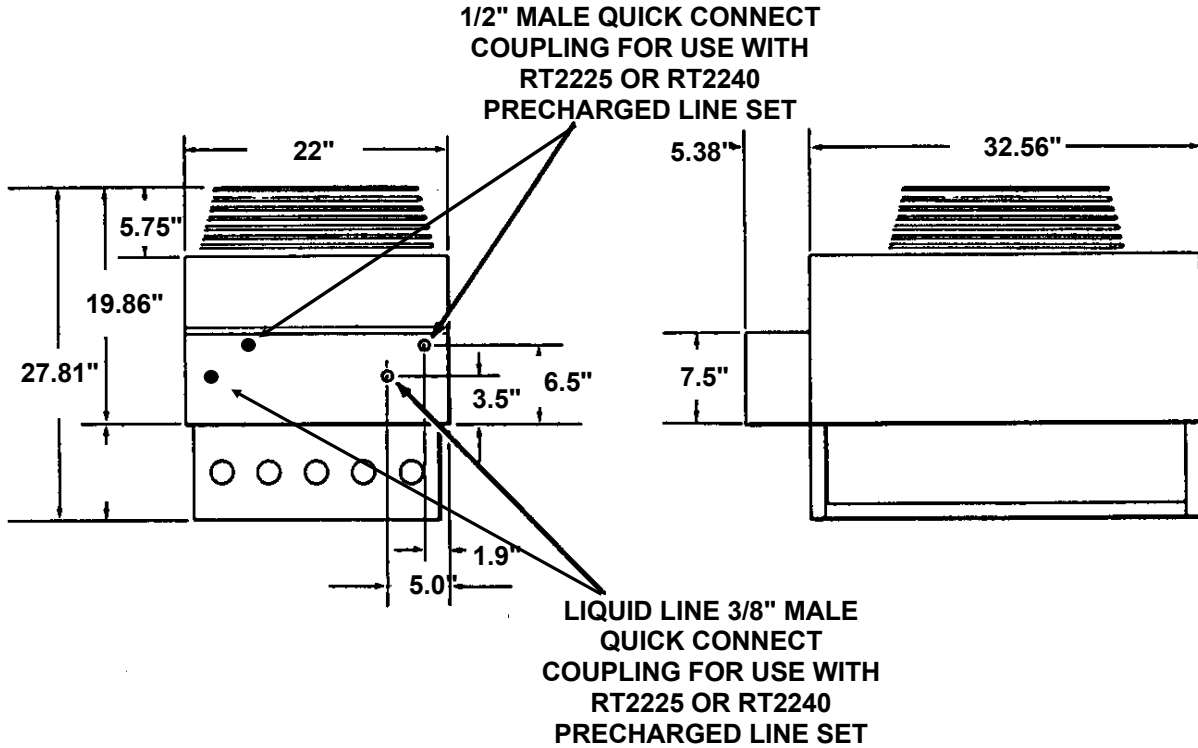 1/2" MALE QUICK CONNECT
COUPLING FOR USE WITH
RT2225 OR RT2240
PRECHARGED LINE SET
22"
5.38"
32.56"
5.75"
19.86"
27.81"
6.5"
3.5"
7.5"
1.9"
5.0"
LIQUID LINE 3/8" MALE
QUICK CONNECT
COUPLING FOR USE WITH
RT2225 OR RT2240
PRECHARGED LINE SET